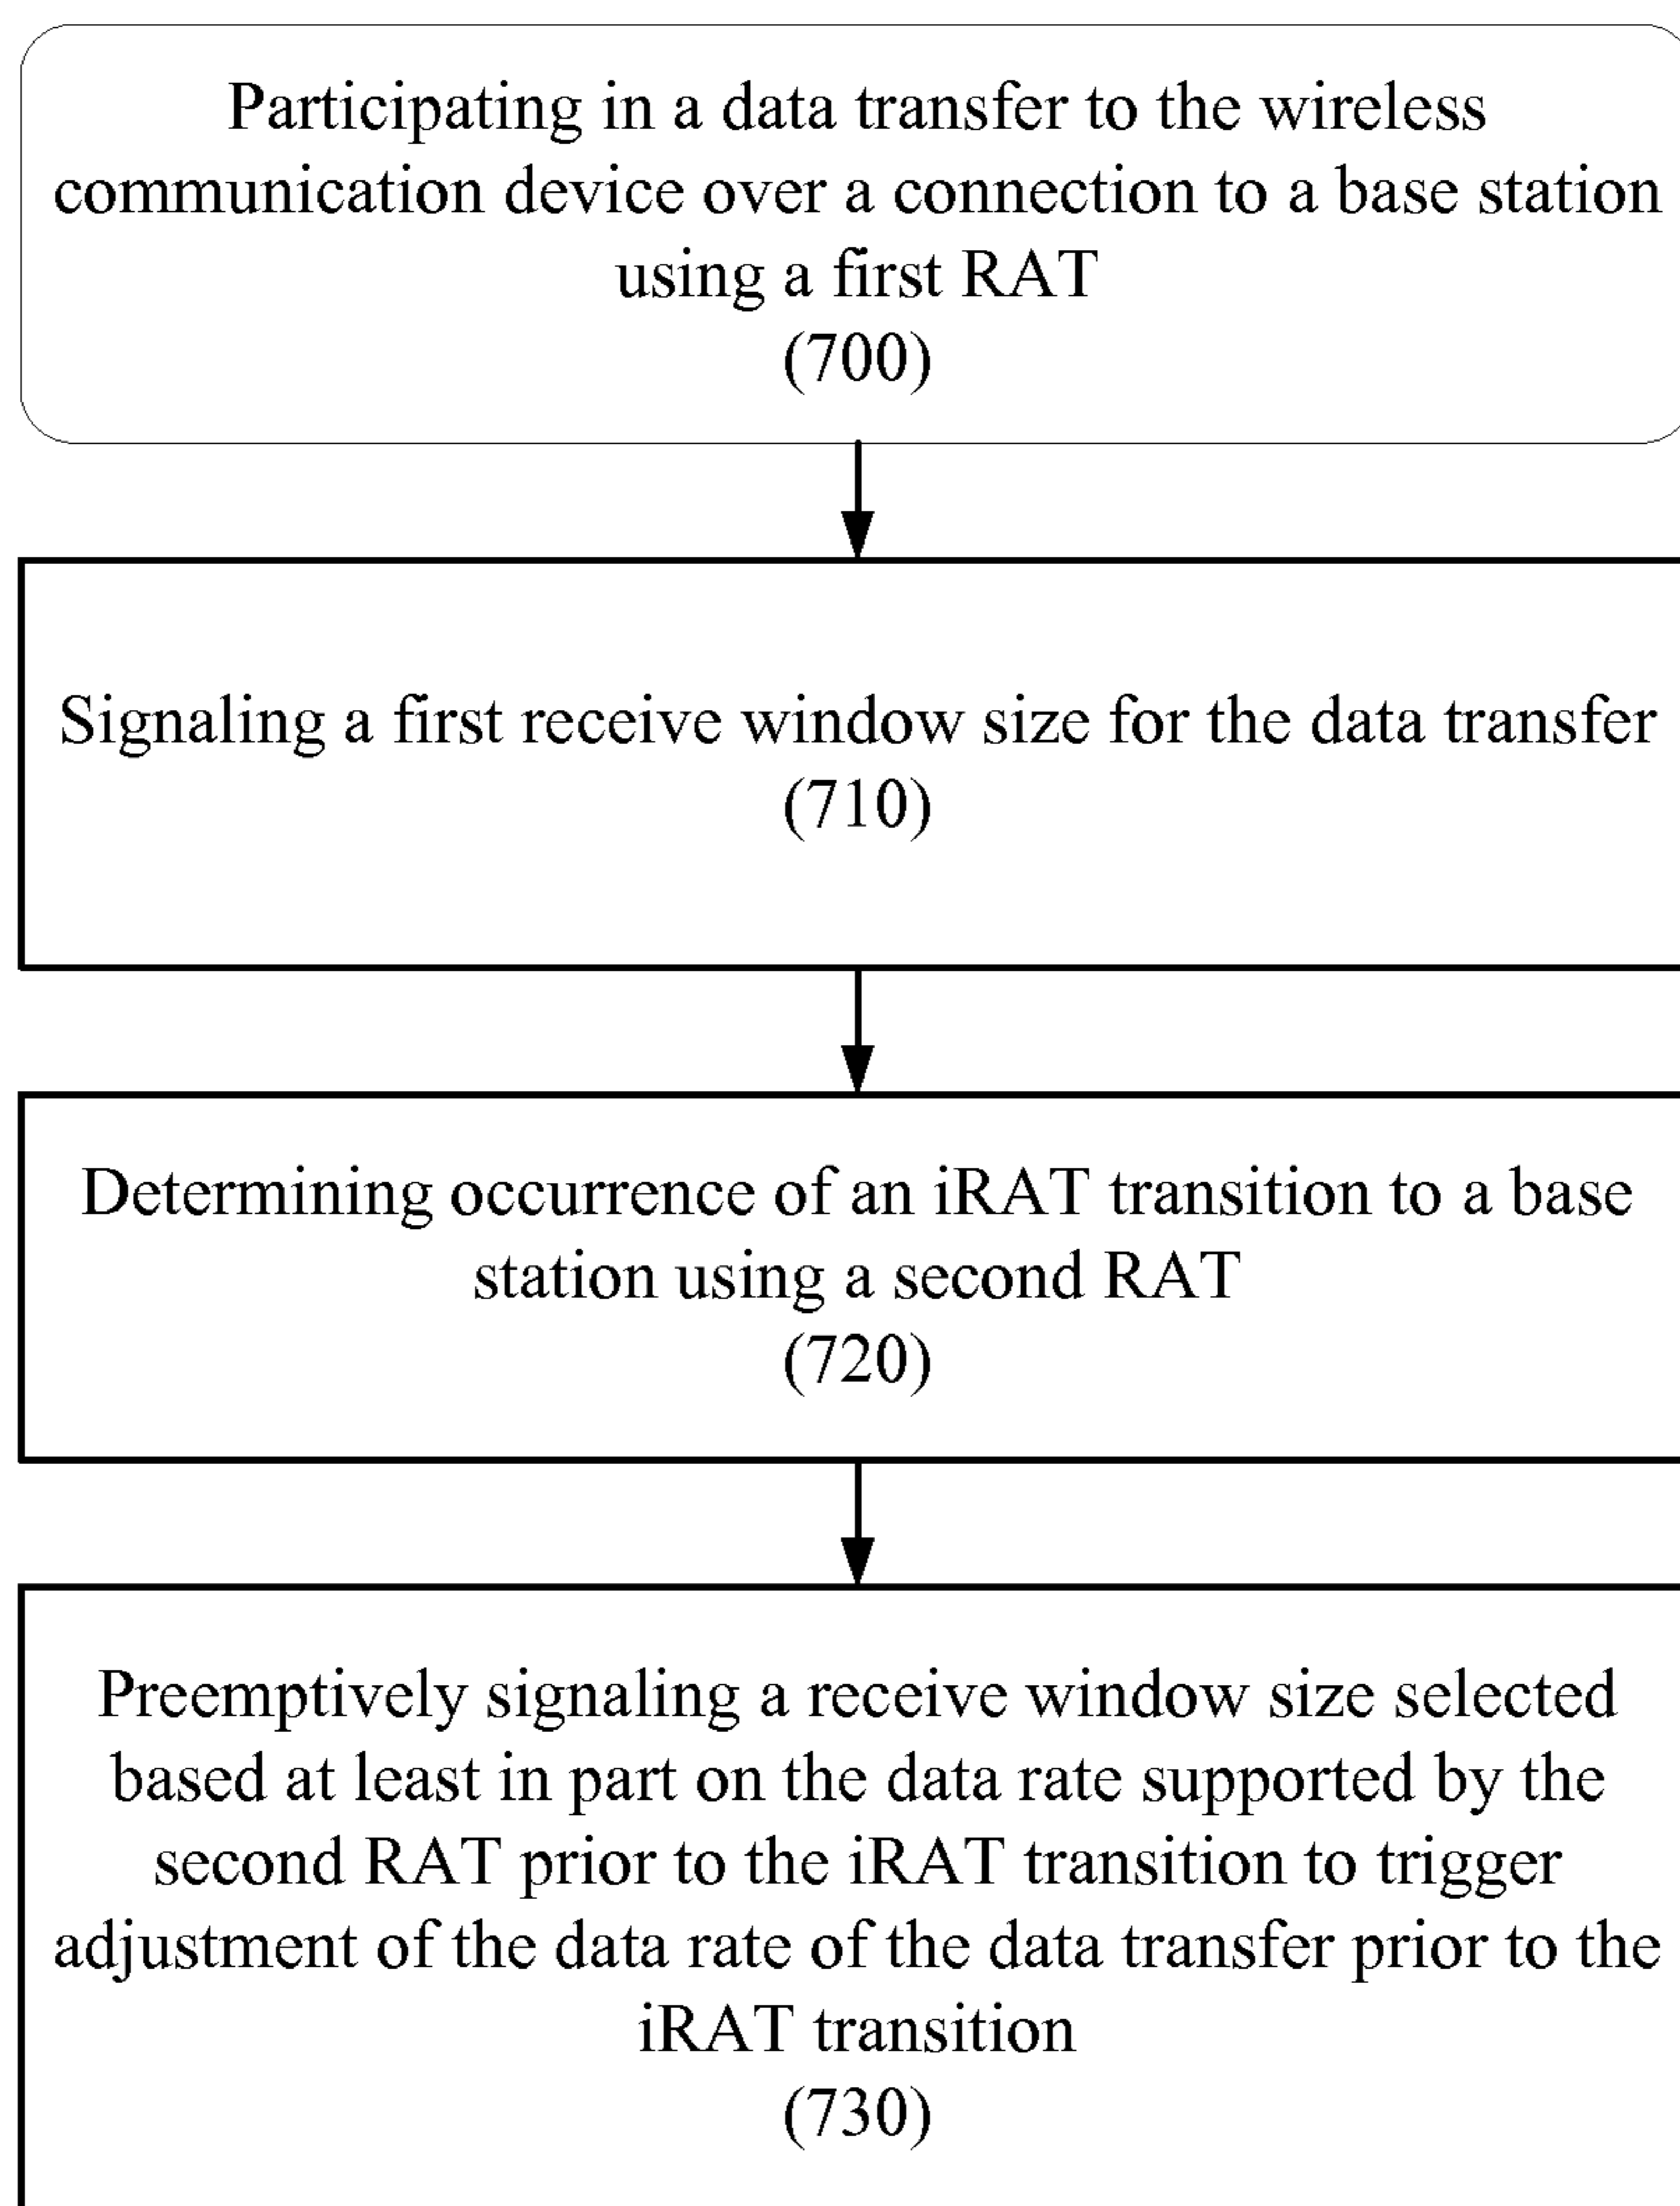 Participating in a data transfer to the wireless
communication device over a connection to a base station
using a first RAT
(700)
Signaling a first receive window size for the data transfer
(710)
Determining occurrence of an iRAT transition to a base
station using a second RAT
(720)
Preemptively signaling a receive window size selected
based at least in part on the data rate supported by the
second RAT prior to the iRAT transition to trigger
adjustment of the data rate of the data transfer prior to the
iRAT transition
(730)